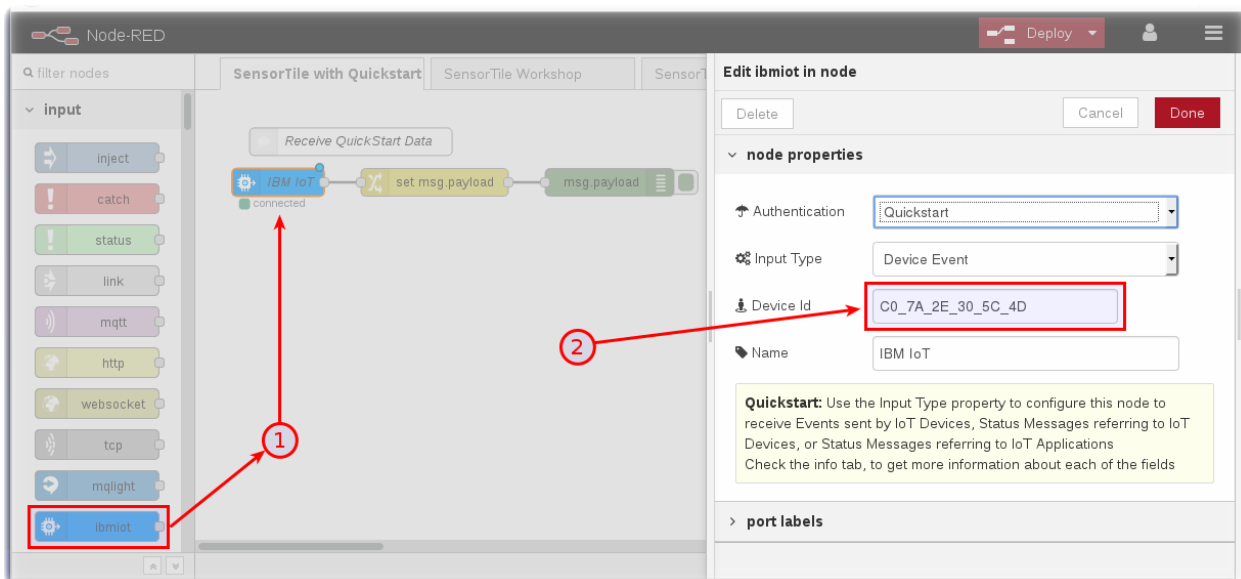 Node-RED
Deploy
filter nodes
SensorTile with Quickstart
SensorTile Workshop
SensorT
Edit ibmiot in node
input
Delete
Cancel
Done
inject
catch
status
link
mqtt
http
websocket
tcp
mqlight
ibmiot
Receive QuickStart Data
IBM IoT
set msg.payload
msg.payload
connected
1
2
node properties
Authentication
Quickstart
Input Type
Device Event
Device Id
C0_7A_2E_30_5C_4D
Name
IBM IoT
Quickstart: Use the Input Type property to configure this node to
receive Events sent by IoT Devices, Status Messages referring to IoT
Devices, or Status Messages referring to IoT Applications
Check the info tab, to get more information about each of the fields
port labels